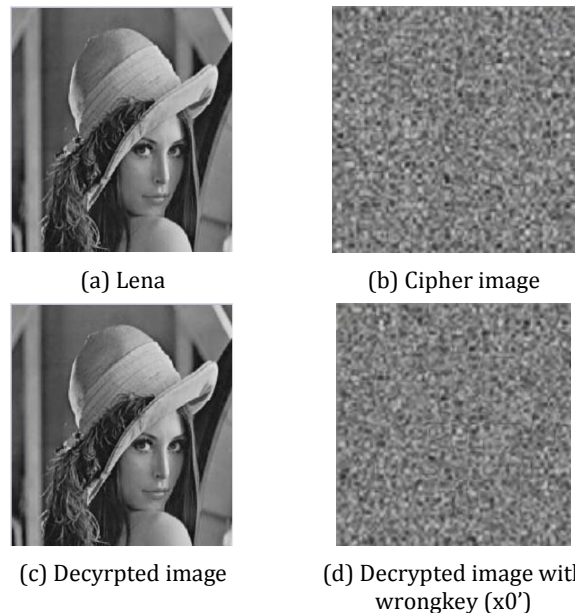 (a) Lena
(b) Cipher image
(c) Decyrpted image
(d) Decrypted image with
wrongkey (x0’)